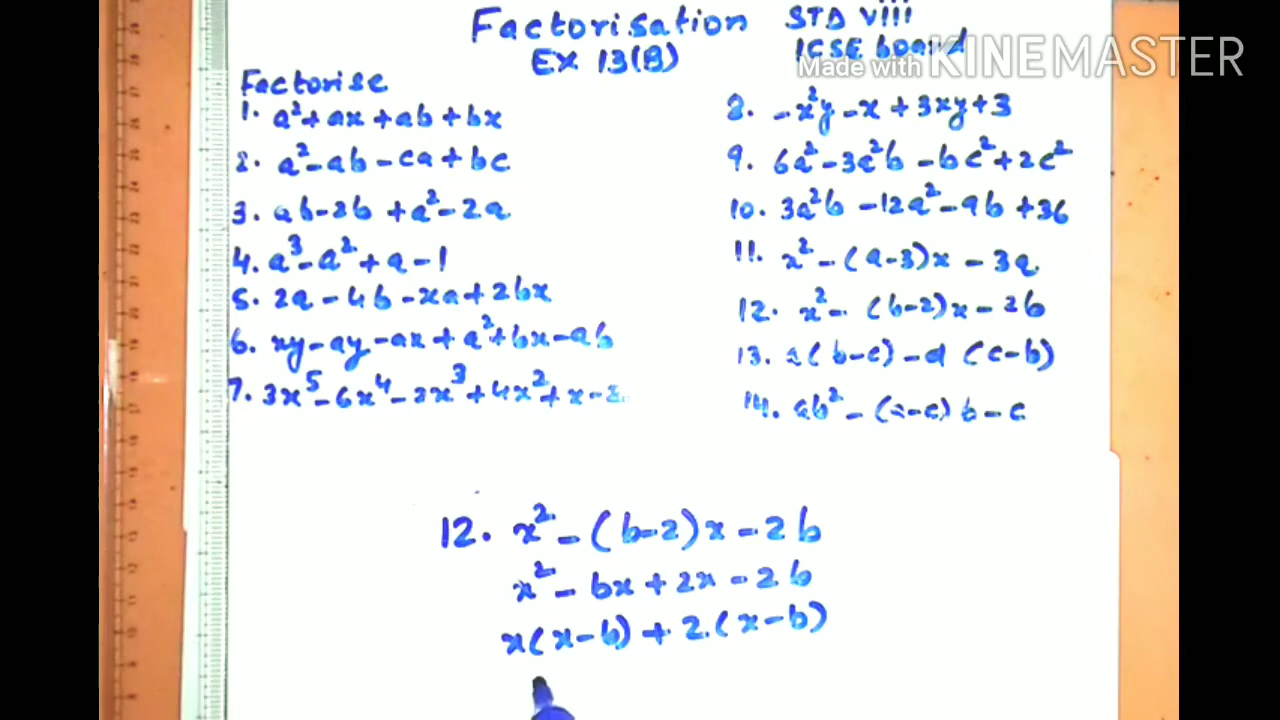 Factorisation STD VIII
EX 13(B) ICSE board
Made with KINEMASTER
Factorise
1. a²+ax+ab+bx
2. a²-ab-ca+bc
3. ab-2b+a²-2a
4. a³-a²+a-1
5. 2a-4b-xa+2bx
6. xy-ay-ax+a²+bx-ab
7. 3x⁵-6x⁴-2x³+4x²+x-2
8. -x²y-x+3xy+3
9. 6a²-3a²b-bc²+2c²
10. 3a²b-12a²-9b+36
11. x²-(a-3)x-3a
12. x²-(b-2)x-2b
13. a(b-c)-d(c-b)
14. ab²-(a-c)b-c
12. x²-(b-2)x-2b
x²-bx+2x-2b
x(x-b)+2.(x-b)